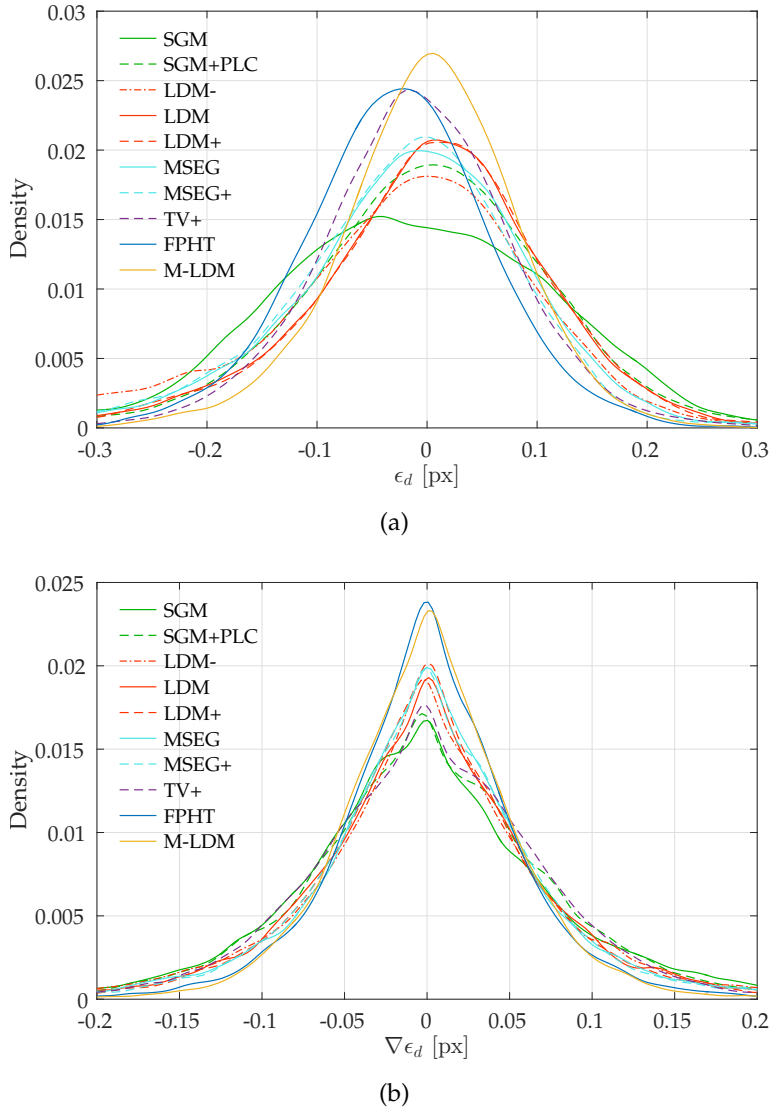 0.03
0.025
0.02
0.015
0.01
0.005
0
Density
SGM
SGM+PLC
LDM-
LDM
LDM+
MSEG
MSEG+
TV+
FPHT
M-LDM
-0.3 -0.2 -0.1 0 0.1 0.2 0.3
ϵd [px]
(a)
0.025
0.02
0.015
0.01
0.005
0
Density
SGM
SGM+PLC
LDM-
LDM
LDM+
MSEG
MSEG+
TV+
FPHT
M-LDM
-0.2 -0.15 -0.1 -0.05 0 0.05 0.1 0.15 0.2
∇ϵd [px]
(b)